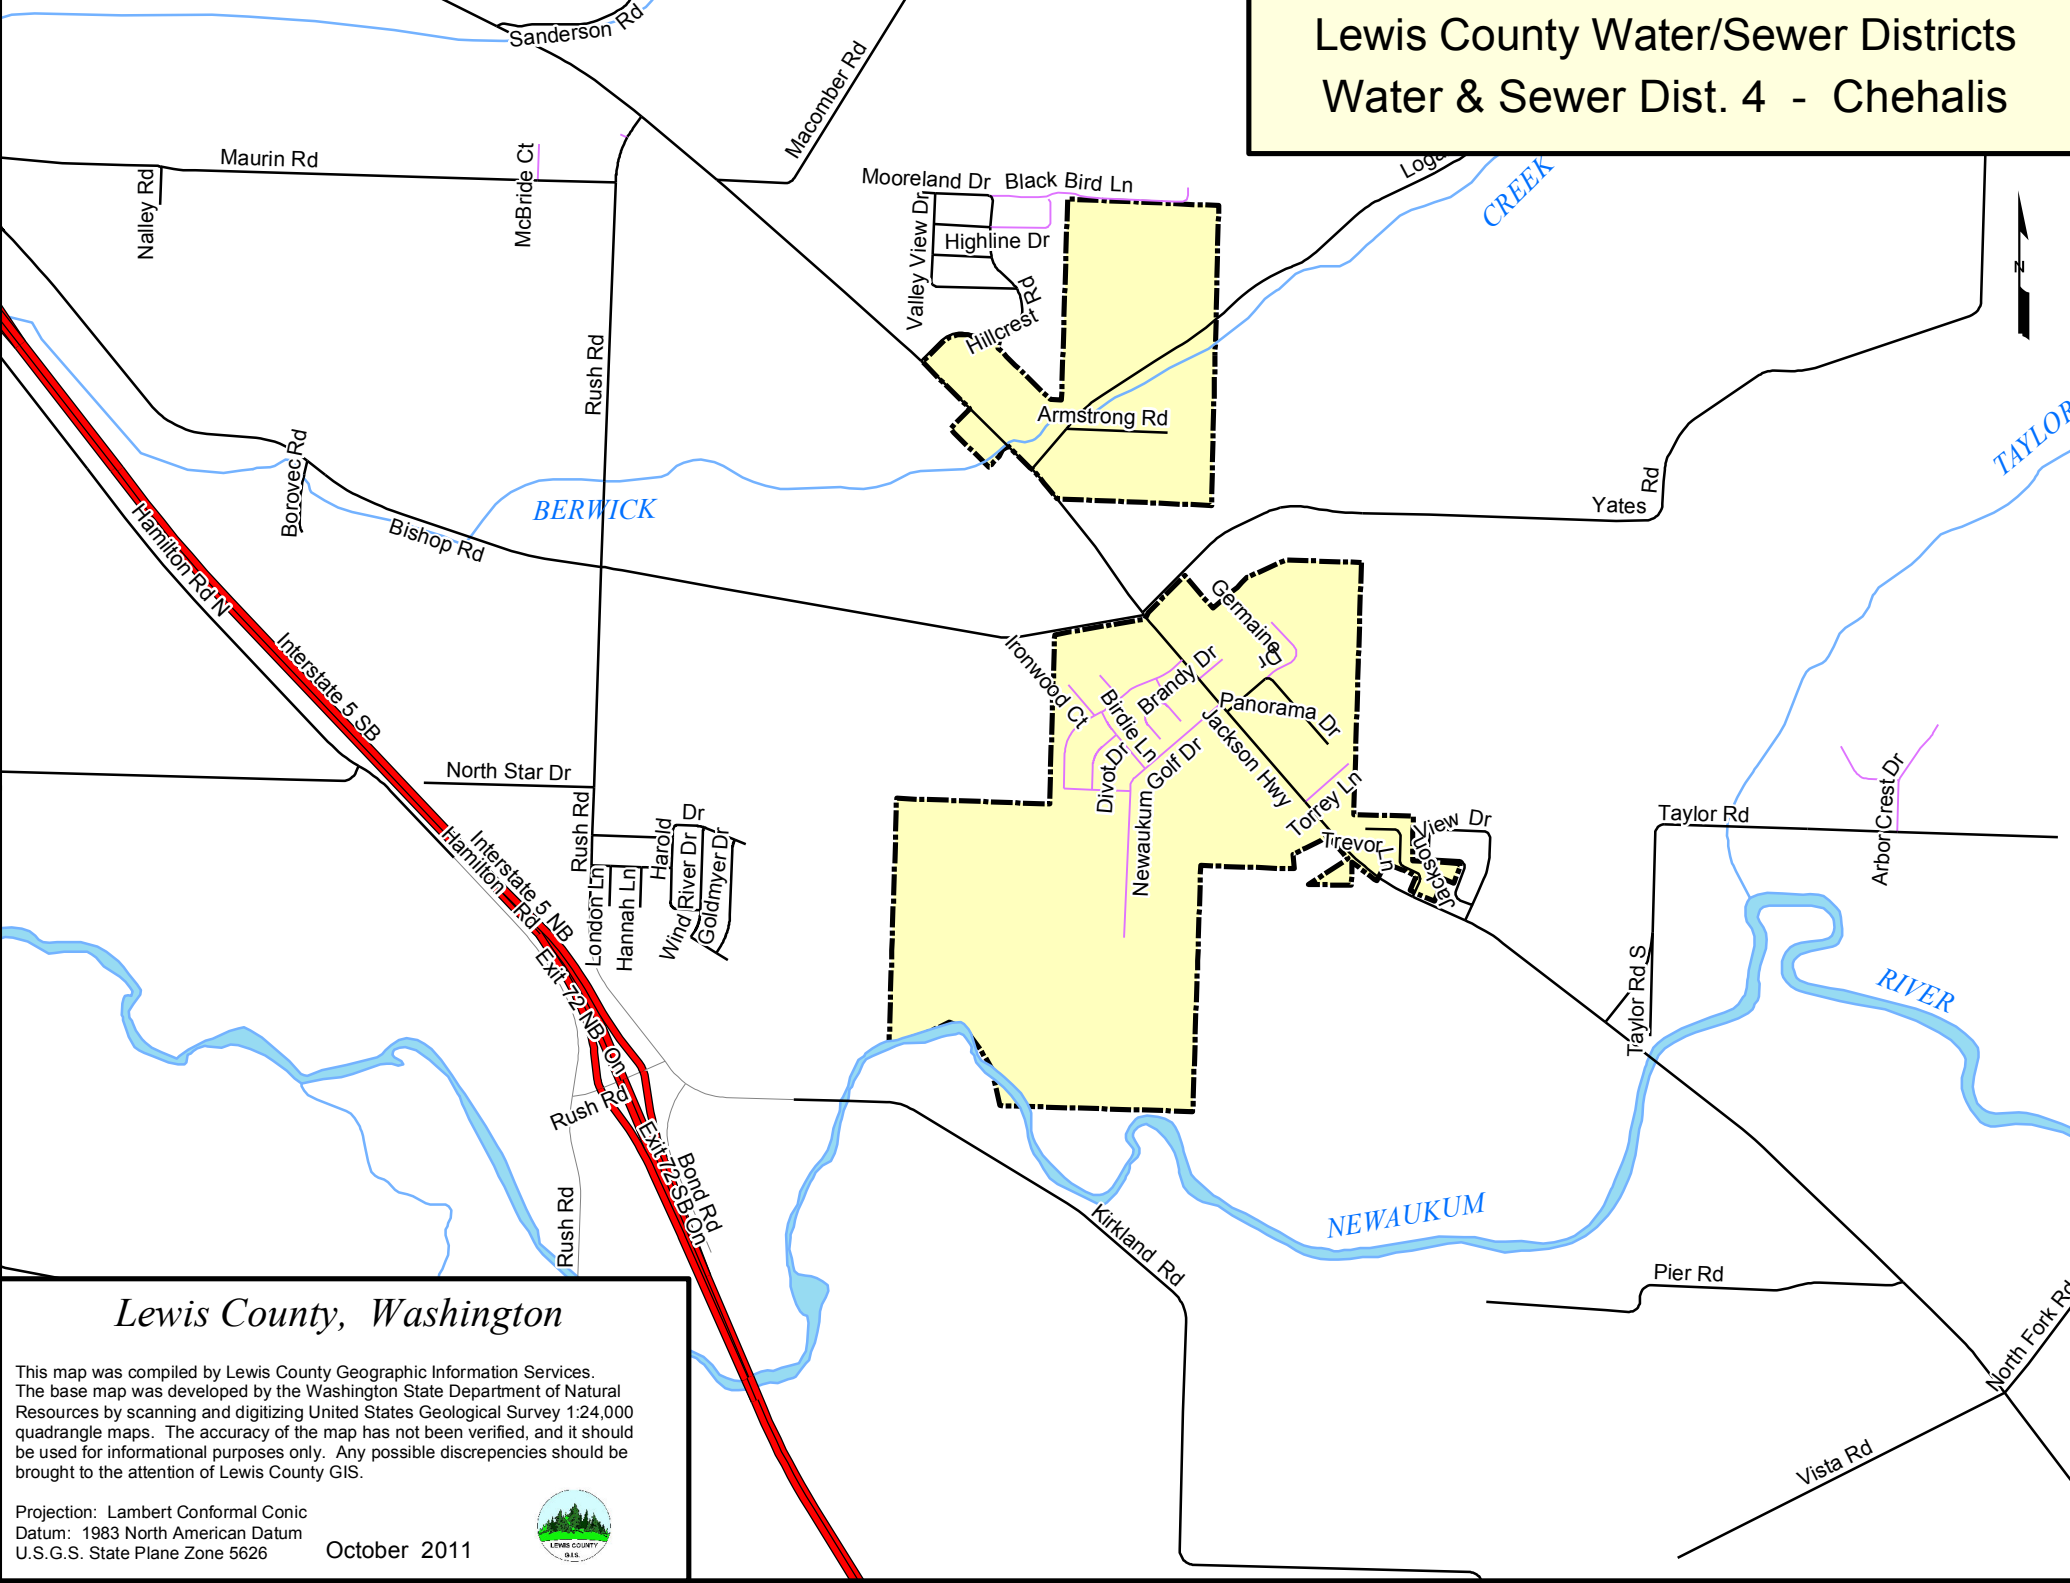 Lewis County Water/Sewer Districts
Water & Sewer Dist. 4 - Chehalis
Sanderson Rd
Macomber Rd
Maurin Rd
McBride Ct
Nalley Rd
Mooreland Dr
Black Bird Ln
Valley View Dr
Highline Dr
Hillcrest Rd
CREEK
N
Rush Rd
Armstrong Rd
TAYLOR
Borovec Rd
BERWICK
Bishop Rd
Yates Rd
Hamilton Rd N
Interstate 5 SB
Germaine Dr
Ironwood Ct
Brandy Dr
Birdie Ln
Panorama Dr
Jackson Hwy
Divot Dr
Golf Dr
Newaukum
Torrey Ln
Trevor Ln
Jackson View Dr
North Star Dr
Rush Rd
Harold Dr
Wind River Dr
Goldmyer Dr
London Ln
Hannah Ln
Taylor Rd
Arbor Crest Dr
Taylor Rd S
Hamilton Rd
Interstate 5 NB
Exit 72 NB On
Rush Rd
Exit 72 SB On
Bond Rd
Rush Rd
RIVER
NEWAUKUM
Kirkland Rd
Pier Rd
North Fork Rd
Vista Rd
Lewis County, Washington
This map was compiled by Lewis County Geographic Information Services.
The base map was developed by the Washington State Department of Natural
Resources by scanning and digitizing United States Geological Survey 1:24,000
quadrangle maps. The accuracy of the map has not been verified, and it should
be used for informational purposes only. Any possible discrepencies should be
brought to the attention of Lewis County GIS.
Projection: Lambert Conformal Conic
Datum: 1983 North American Datum
U.S.G.S. State Plane Zone 5626
October 2011
LEWIS COUNTY
G.I.S.